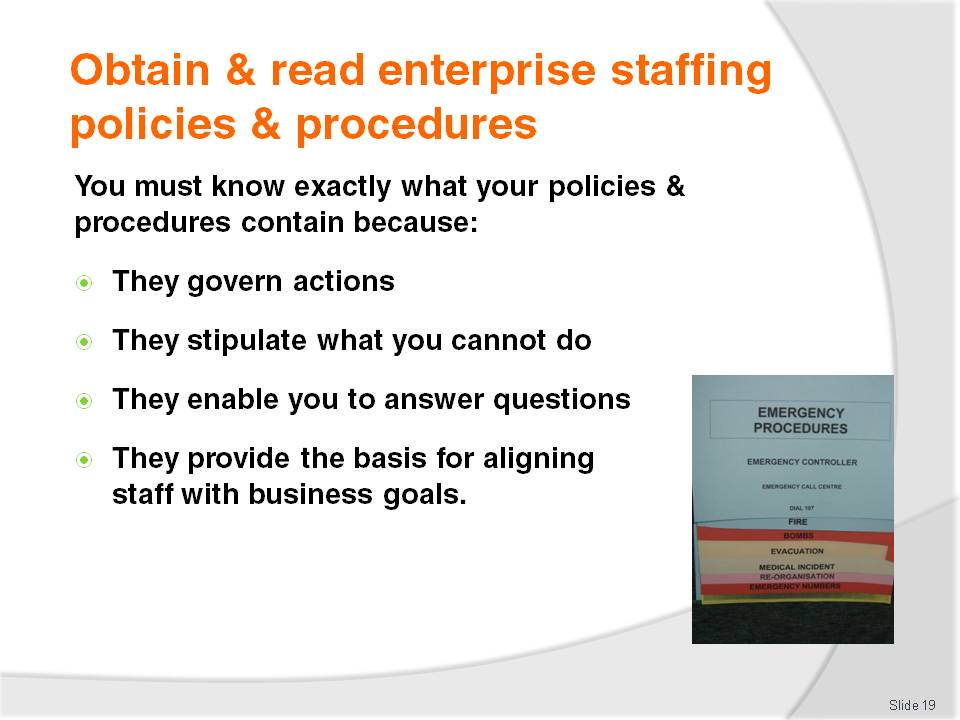 Obtain & read enterprise staffing
policies & procedures
You must know exactly what your policies &
procedures contain because:
They govern actions
They stipulate what you cannot do
They enable you to answer questions
They provide the basis for aligning
staff with business goals.
EMERGENCY
PROCEDURES
EMERGENCY CONTROLLER
EMERGENCY CALL CENTRE
DIAL 107
FIRE
BOMBS
EVACUATION
MEDICAL INCIDENT
RE-ORGANISATION
EMERGENCY NUMBERS
Slide 19